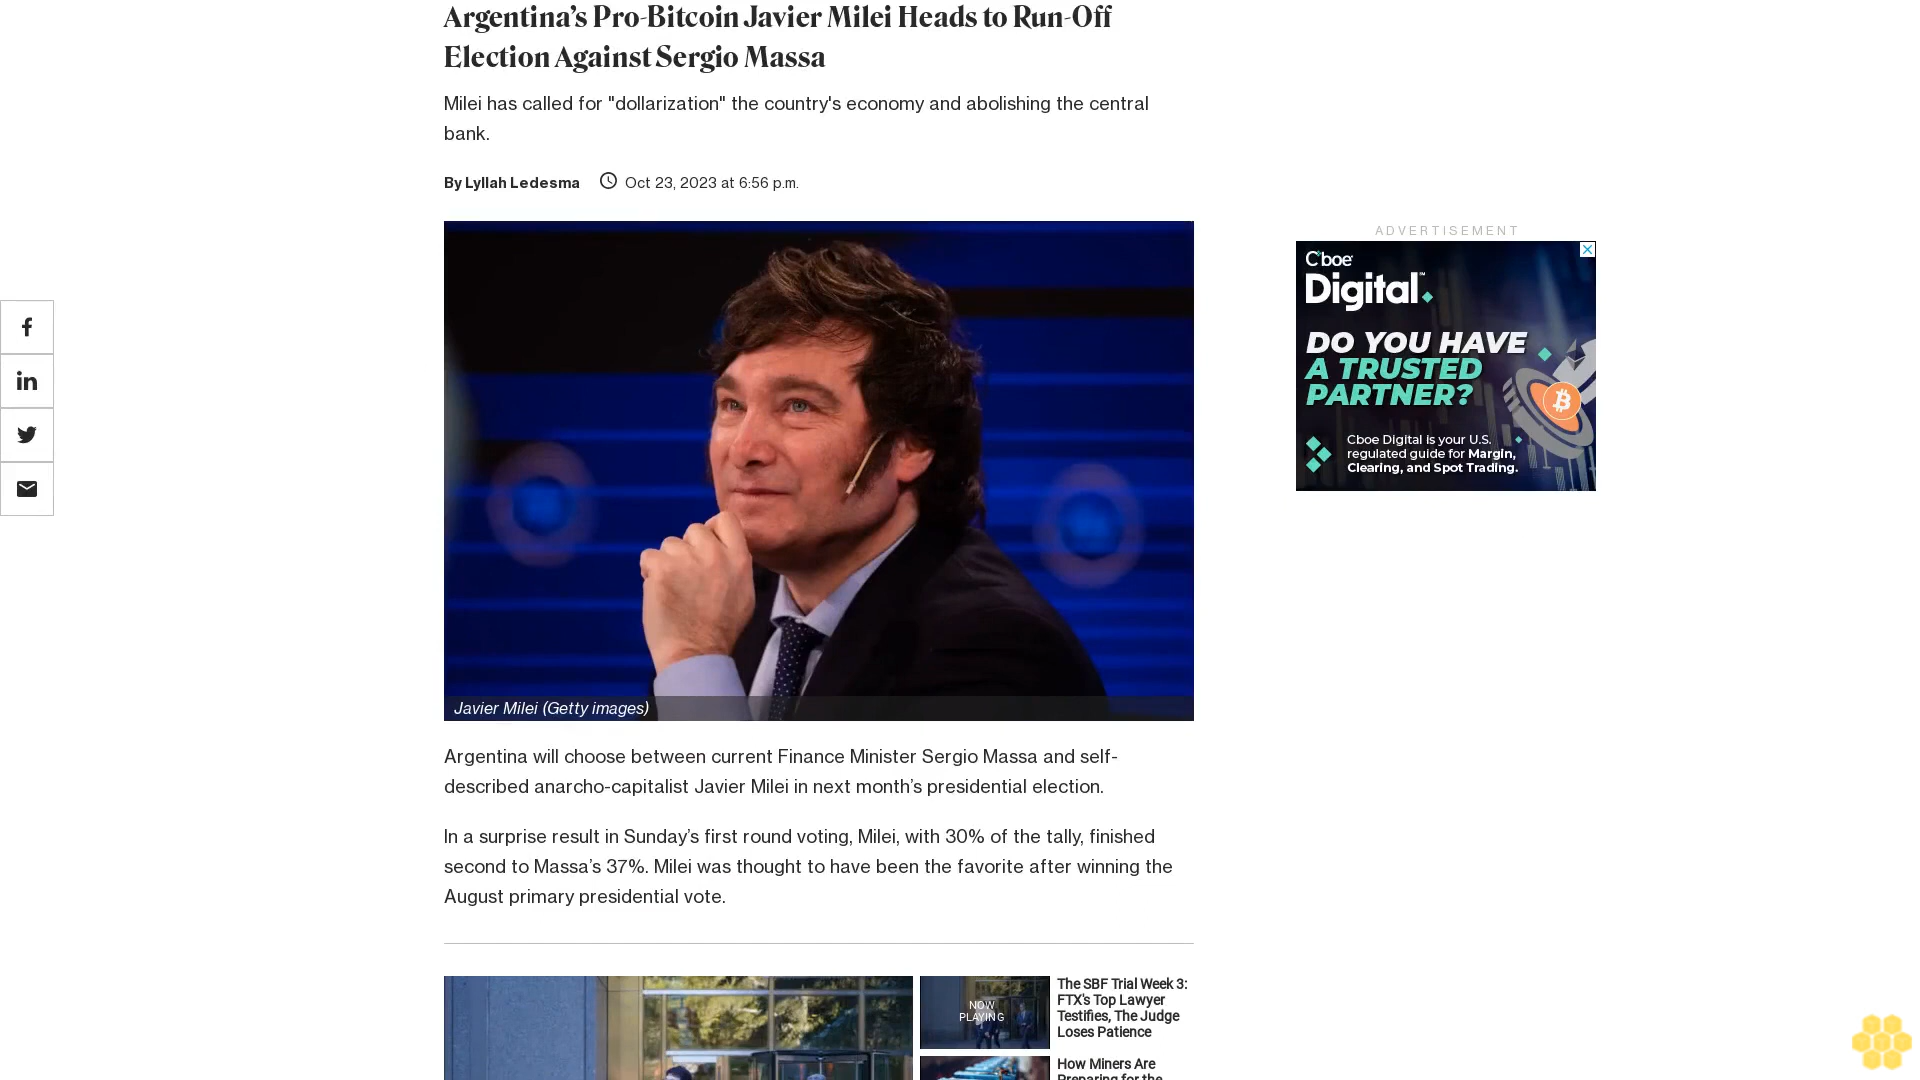 Argentina’s Pro-Bitcoin Javier Milei Heads to Run-Off
Election Against Sergio Massa
Milei has called for "dollarization" the country's economy and abolishing the central
bank.
By Lyllah Ledesma Oct 23, 2023 at 6:56 p.m.
ADVERTISEMENT
Cboe
Digital™
DO YOU HAVE
A TRUSTED
PARTNER?
Cboe Digital is your U.S.
regulated guide for Margin,
Clearing, and Spot Trading.
Javier Milei (Getty images)
Argentina will choose between current Finance Minister Sergio Massa and self-
described anarcho-capitalist Javier Milei in next month’s presidential election.
In a surprise result in Sunday’s first round voting, Milei, with 30% of the tally, finished
second to Massa’s 37%. Milei was thought to have been the favorite after winning the
August primary presidential vote.
NOW
PLAYING
The SBF Trial Week 3:
FTX's Top Lawyer
Testifies, The Judge
Loses Patience
How Miners Are
Preparing for the